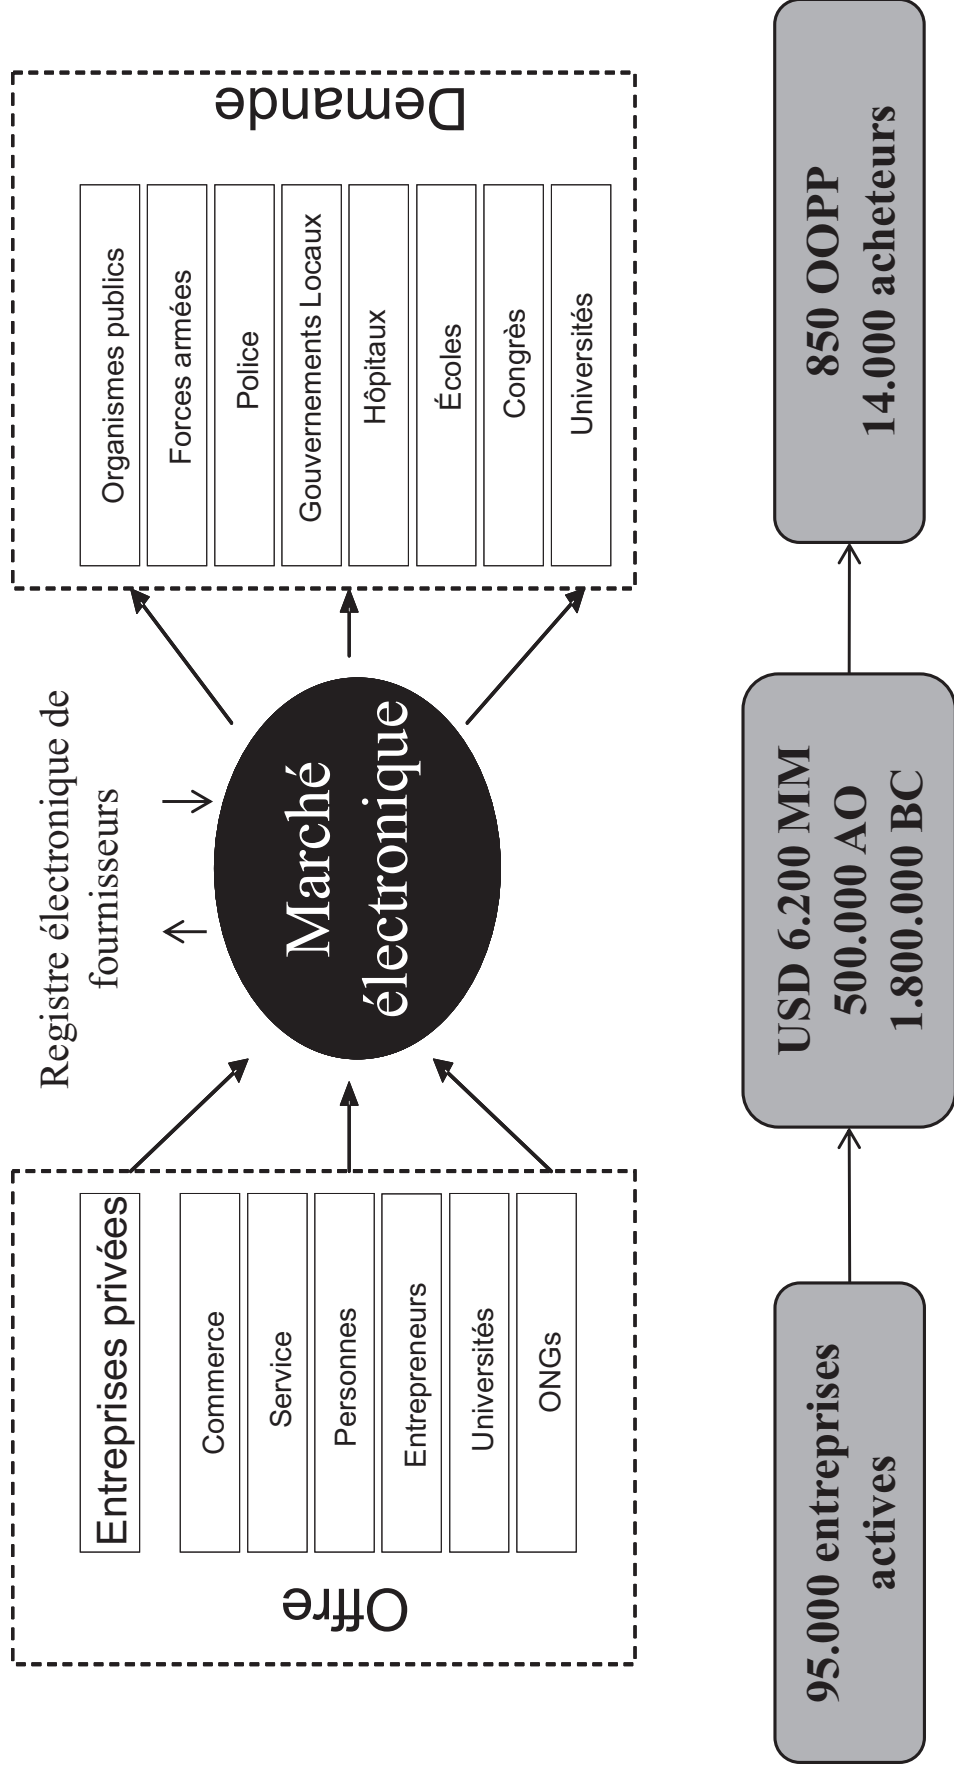 Offre
Entreprises privées
Commerce
Service
Personnes
Entrepreneurs
Universités
ONGs
Registre électronique de
fournisseurs
Marché
électronique
Demande
Organismes publics
Forces armées
Police
Gouvernements Locaux
Hôpitaux
Écoles
Congrès
Universités
95.000 entreprises
actives
USD 6.200 MM
500.000 AO
1.800.000 BC
850 OOPP
14.000 acheteurs